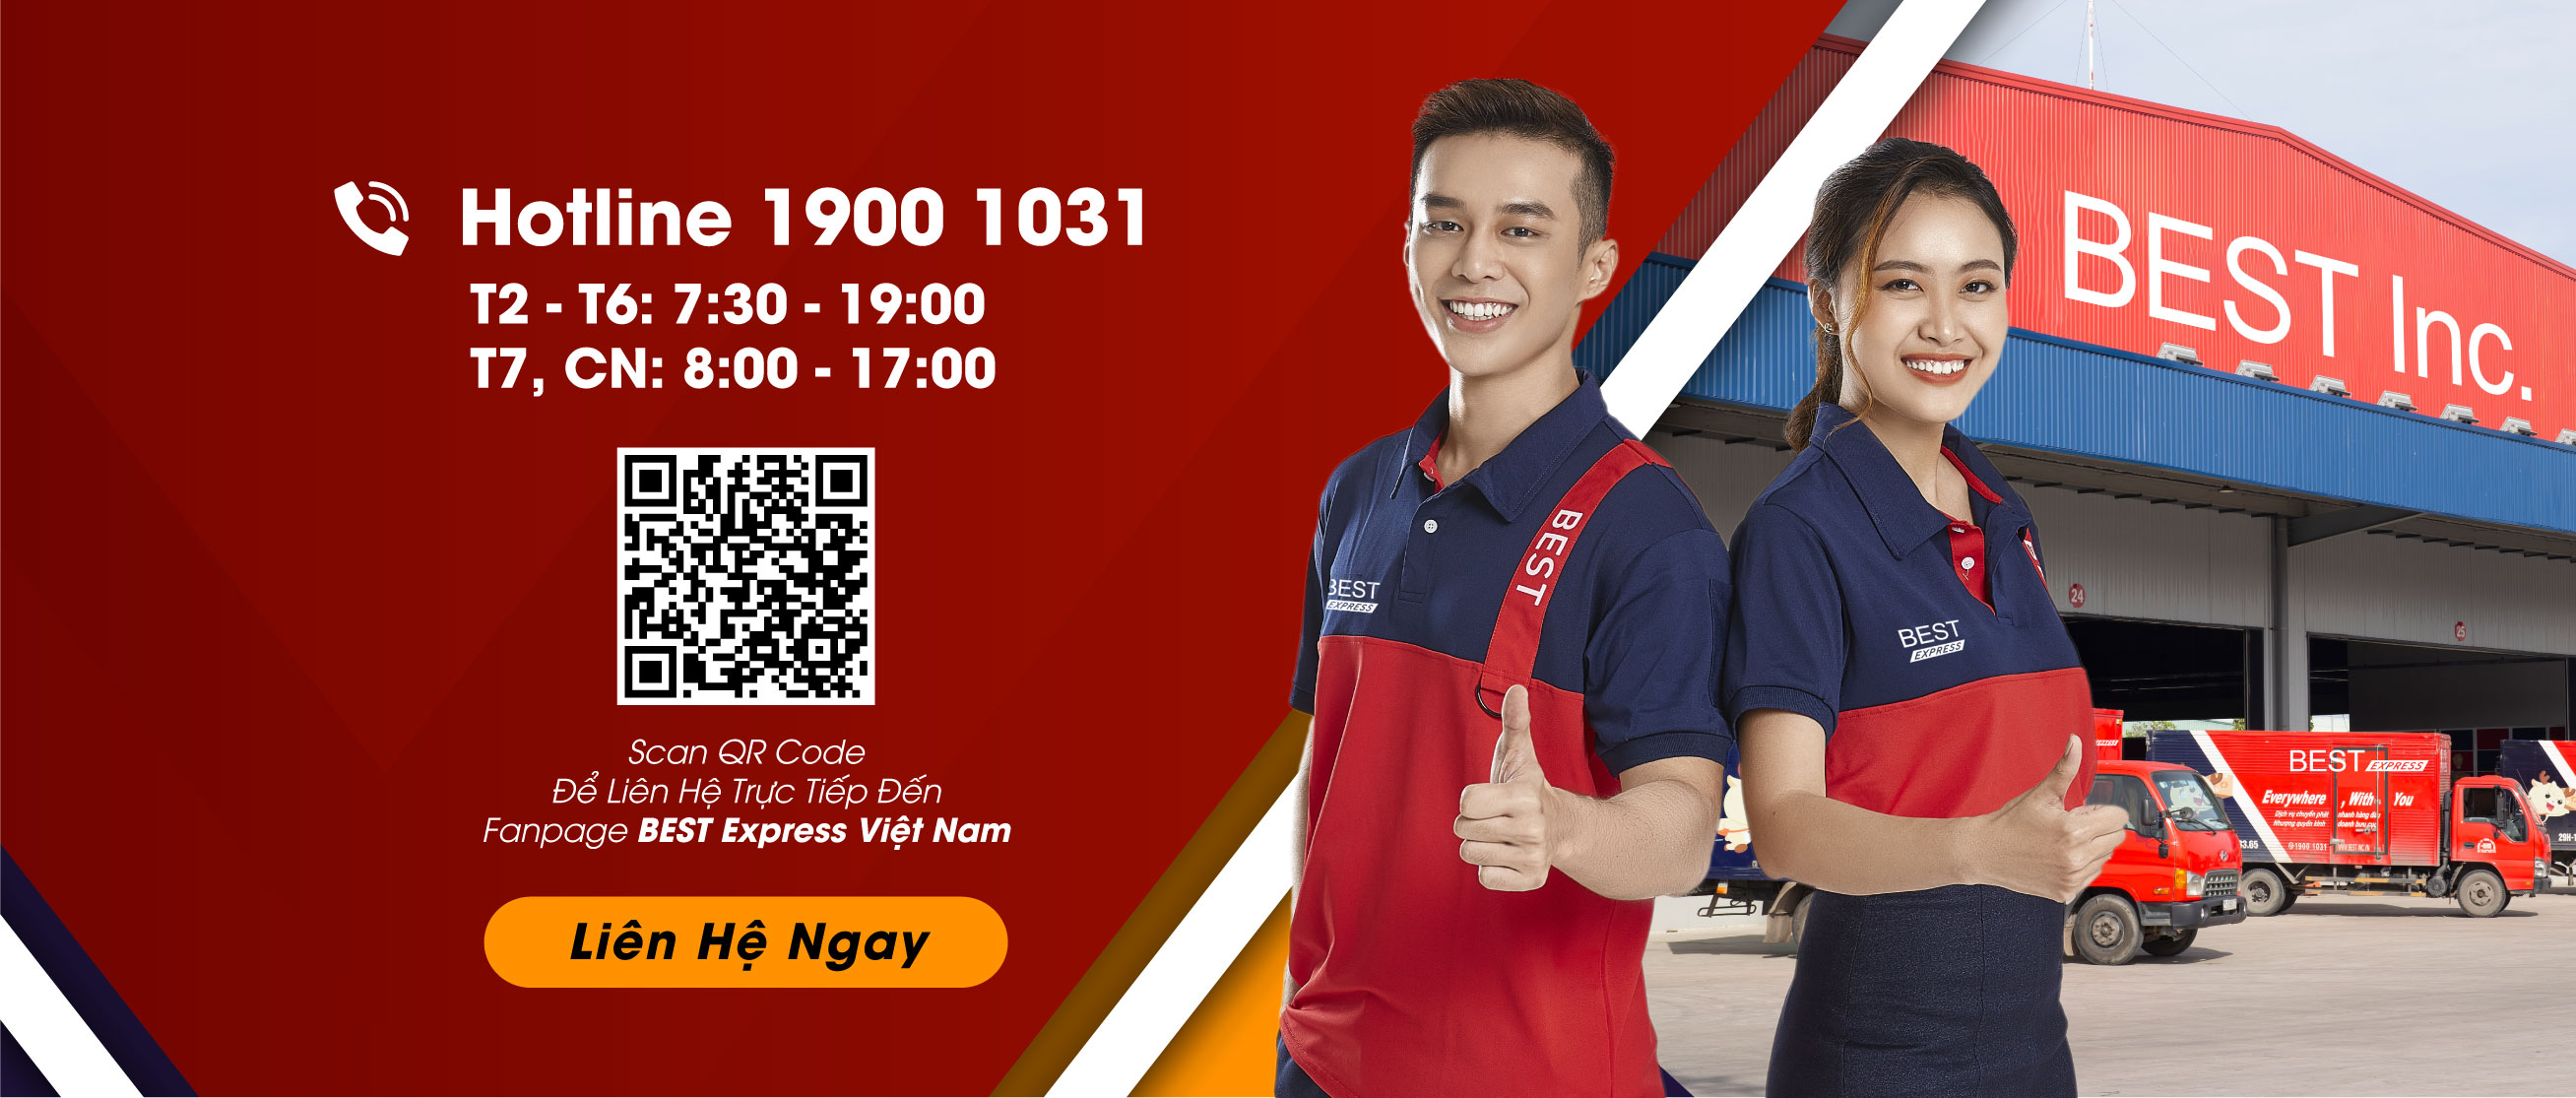 Hotline 1900 1031
T2 - T6: 7:30 - 19:00
T7, CN: 8:00 - 17:00
Scan QR Code
Để Liên Hệ Trực Tiếp Đến
Fanpage BEST Express Việt Nam
Liên Hệ Ngay
BEST
EXPRESS
BEST
BEST
EXPRESS
BEST Inc.
24
25
BEST EXPRESS
Everywhere , With You
1900 1031